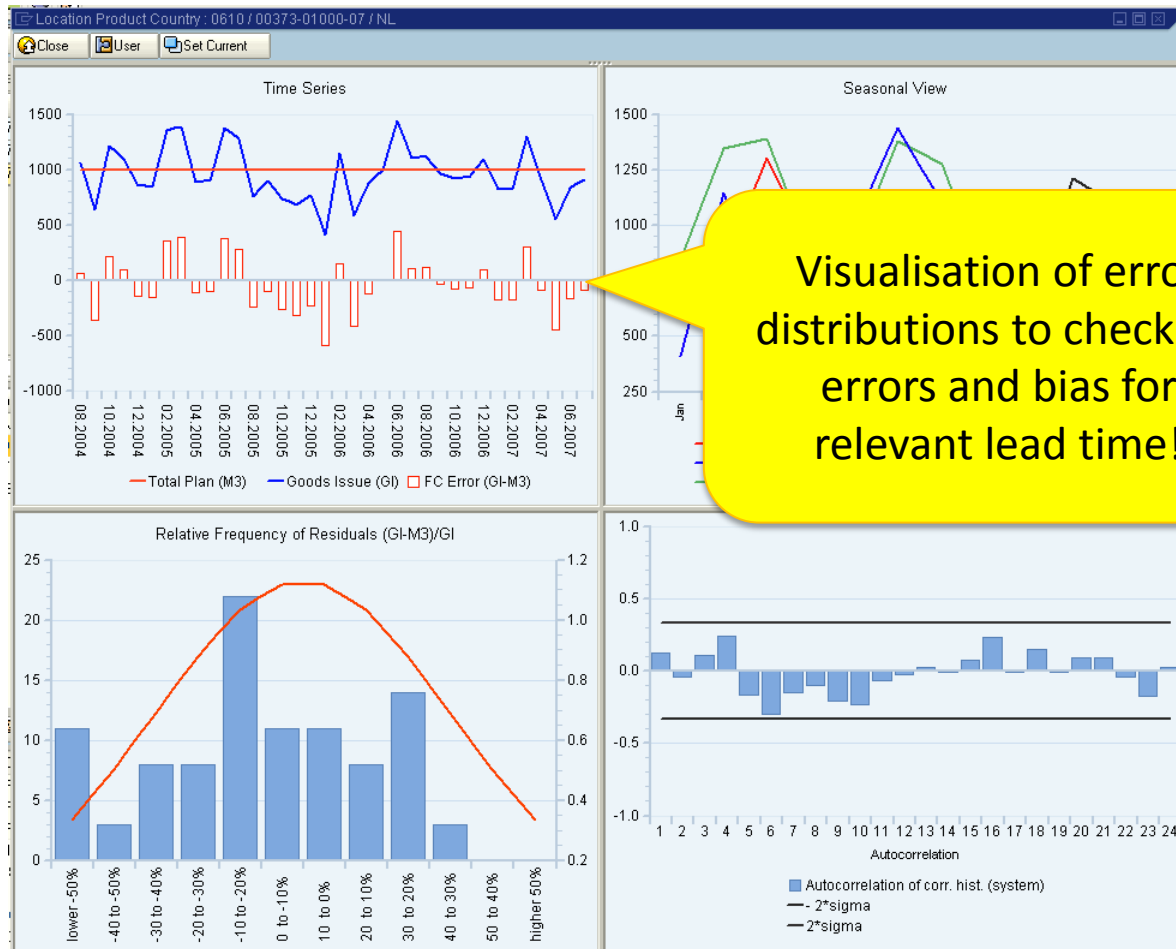 Location Product Country : 0610 / 00373-01000-07 / NL
Close User Set Current
Time Series
1500
1000
500
0
-500
-1000
08.2004 10.2004 12.2004 02.2005 04.2005 06.2005 08.2005 10.2005 12.2005 02.2006 04.2006 06.2006 08.2006 10.2006 12.2006 02.2007 04.2007 06.2007
Total Plan (M3) Goods Issue (GI) FC Error (GI-M3)
Seasonal View
1500
1250
1000
500
250
Jan
Visualisation of erro
distributions to check
errors and bias for
relevant lead time!
Relative Frequency of Residuals (GI-M3)/GI
25
20
15
10
5
0
1.2
1.0
0.8
0.6
0.4
0.2
lower -50% -40 to -50% -30 to -40% -20 to -30% -10 to -20% 0 to -10% 10 to 0% 20 to 10% 30 to 20% 40 to 30% 50 to 40% higher 50%
1.0
0.5
0.0
-0.5
-1.0
1 2 3 4 5 6 7 8 9 10 11 12 13 14 15 16 17 18 19 20 21 22 23 24
Autocorrelation
Autocorrelation of corr. hist. (system)
- 2*sigma
2*sigma